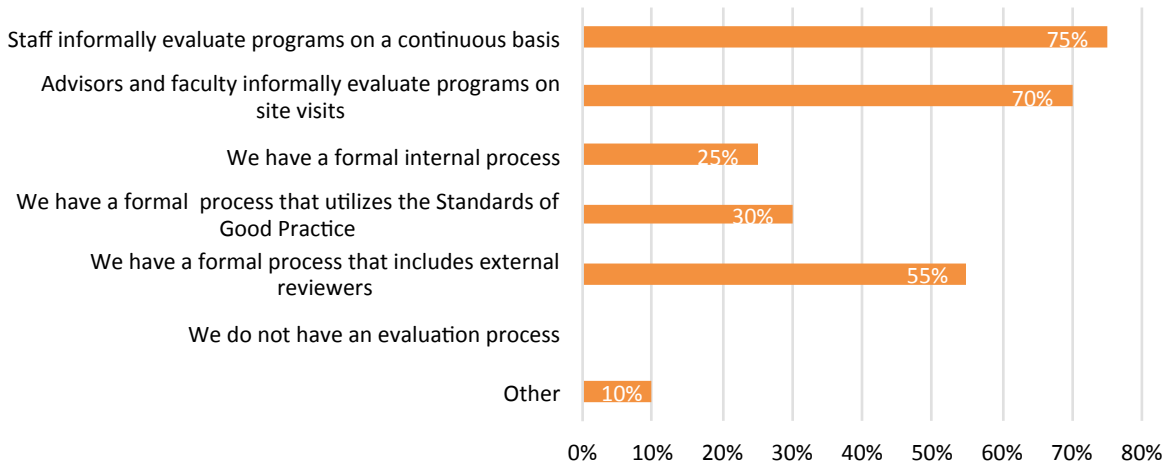 Staff informally evaluate programs on a continuous basis
75%
Advisors and faculty informally evaluate programs on
site visits
70%
We have a formal internal process
25%
We have a formal  process that utilizes the Standards of
Good Practice
30%
We have a formal process that includes external
reviewers
55%
We do not have an evaluation process
Other
10%
0% 10% 20% 30% 40% 50% 60% 70% 80%